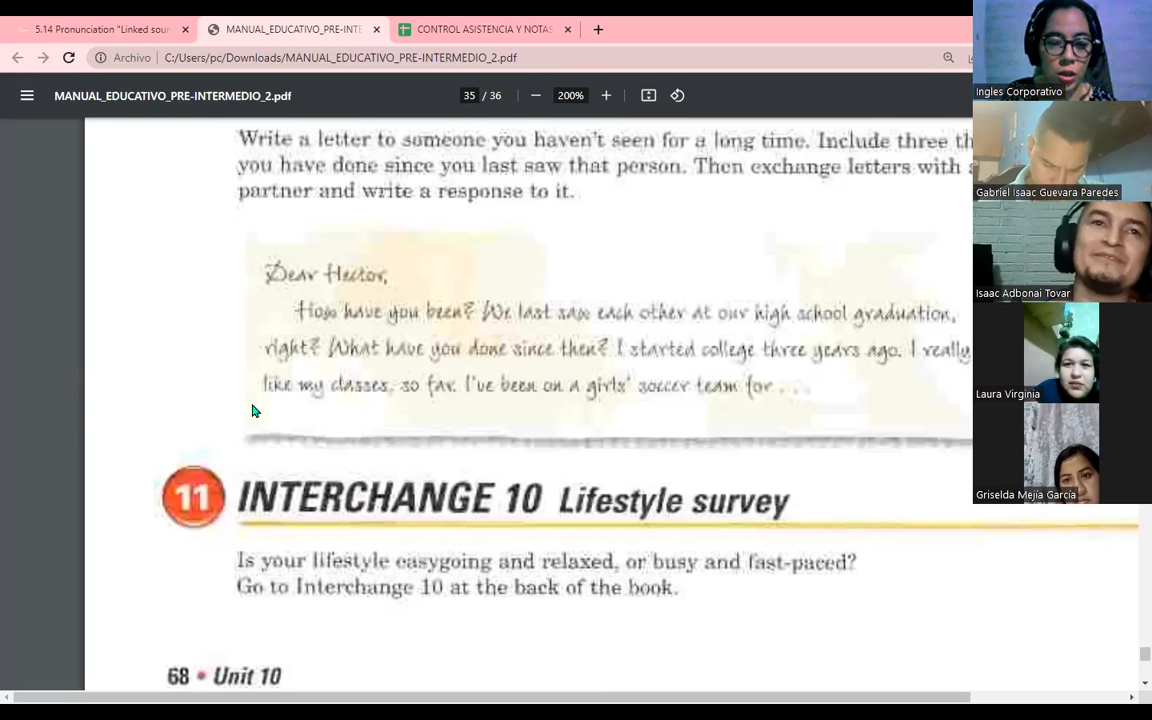 5.14 Pronunciation "Linked soun
MANUAL_EDUCATIVO_PRE-INTE
CONTROL ASISTENCIA Y NOTAS
Archivo
C:/Users/pc/Downloads/MANUAL_EDUCATIVO_PRE-INTERMEDIO_2.pdf
MANUAL_EDUCATIVO_PRE-INTERMEDIO_2.pdf
35 / 36
200%
Write a letter to someone you haven't seen for a long time. Include three th
you have done since you last saw that person. Then exchange letters with a
partner and write a response to it.
Dear Hector,
How have you been? We last saw each other at our high school graduation,
right? What have you done since then? I started college three years ago. I really
like my classes, so far. I've been on a girls' soccer team for . . .
11 INTERCHANGE 10 Lifestyle survey
Is your lifestyle easygoing and relaxed, or busy and fast-paced?
Go to Interchange 10 at the back of the book.
68 • Unit 10
Ingles Corporativo
Gabriel Isaac Guevara Paredes
Isaac Adbonai Tovar
Laura Virginia
Griselda Mejía García